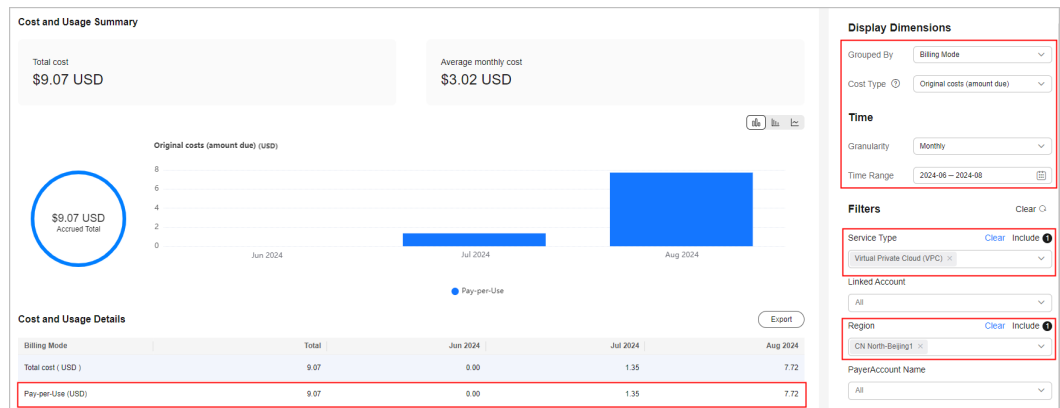 Cost and Usage Summary
Total cost
$9.07 USD
Average monthly cost
$3.02 USD
Original costs (amount due) (USD)
8
6
4
2
0
$9.07 USD
Accrued Total
Jun 2024
Jul 2024
Aug 2024
Pay-per-Use
Cost and Usage Details
Export
Billing Mode Total Jun 2024 Jul 2024 Aug 2024
Total cost ( USD ) 9.07 0.00 1.35 7.72
Pay-per-Use (USD) 9.07 0.00 1.35 7.72
Display Dimensions
Grouped By Billing Mode
Cost Type ? Original costs (amount due)
Time
Granularity Monthly
Time Range 2024-06 – 2024-08
Filters Clear
Service Type Clear Include 1
Virtual Private Cloud (VPC) ×
Linked Account
All
Region Clear Include 1
CN North-Beijing1 ×
PayerAccount Name
All